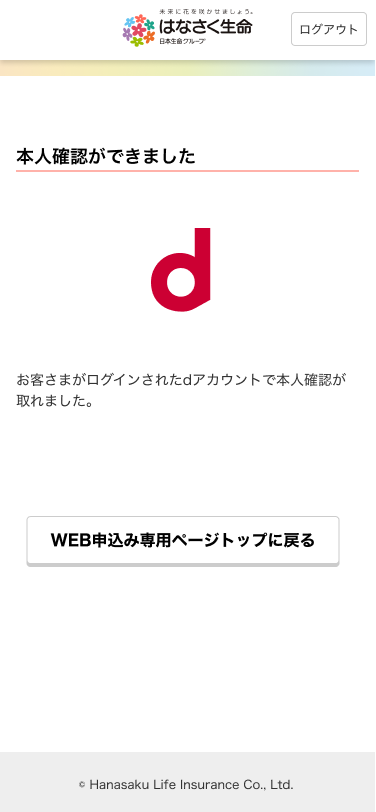 未来に花を咲かせましょう。
はなさく生命
日本生命グループ
ログアウト
本人確認ができました
d
お客さまがログインされたdアカウントで本人確認が
取れました。
WEB申込み専用ページトップに戻る
© Hanasaku Life Insurance Co., Ltd.